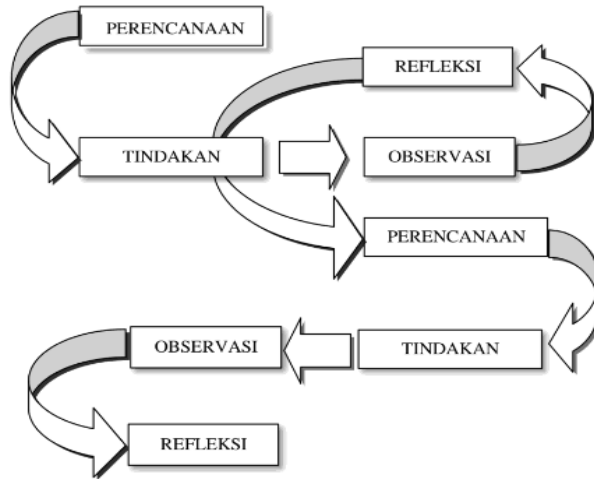 PERENCANAAN
REFLEKSI
TINDAKAN
OBSERVASI
PERENCANAAN
OBSERVASI
TINDAKAN
REFLEKSI